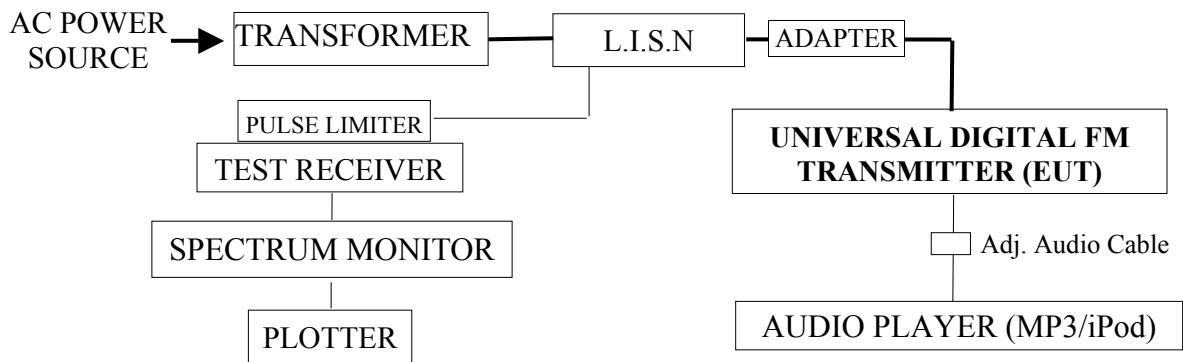 AC POWER
SOURCE
TRANSFORMER
L.I.S.N
ADAPTER
PULSE LIMITER
TEST RECEIVER
SPECTRUM MONITOR
PLOTTER
UNIVERSAL DIGITAL FM
TRANSMITTER (EUT)
Adj. Audio Cable
AUDIO PLAYER (MP3/iPod)